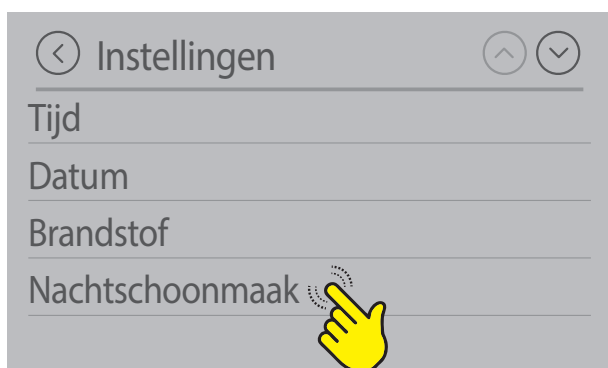 Instellingen
Tijd
Datum
Brandstof
Nachtschoonmaak